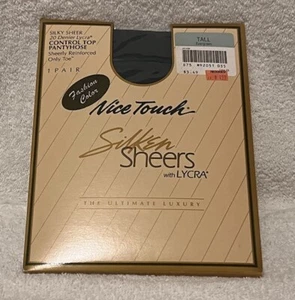 SILKY SHEER
20 Denier Lycra®
CONTROL TOP
PANTYHOSE
Sheerly Reinforced
Only Toe
1 PAIR
TALL
Fashion
Color
Nice Touch
Silken
Sheers
with LYCRA®
THE ULTIMATE LUXURY